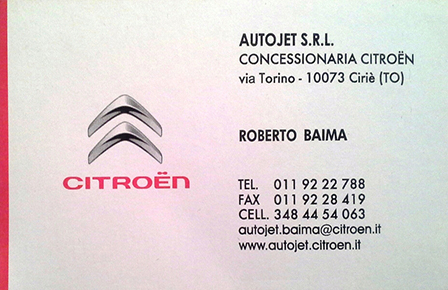 AUTOJET S.R.L.
CONCESSIONARIA CITROËN
via Torino - 10073 Ciriè (TO)
CITROËN
ROBERTO BAIMA
TEL. 011 92 22 788
FAX 011 92 28 419
CELL. 348 44 54 063
autojet.baima@citroen.it
www.autojet.citroen.it